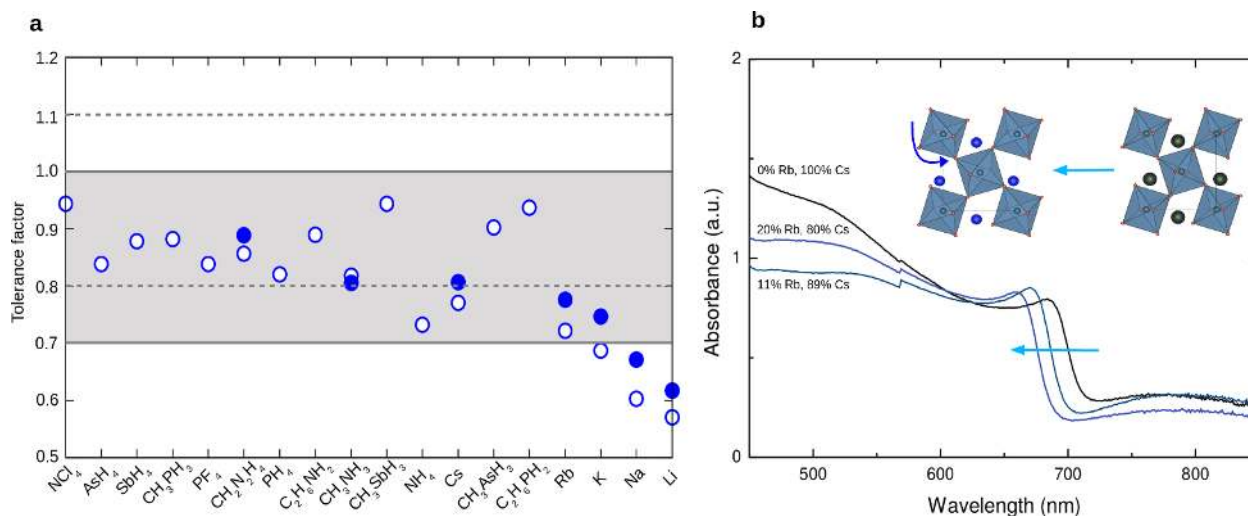 a
1.2
1.1
1.0
0.9
0.8
0.7
0.6
0.5
Tolerance factor
NCl₄
AsH₄
SbH₄
CH₃PH₃
PF₄
CH₂N₂H₄
PH₄
C₂H₆NH₂
CH₃NH₃
CH₃SbH₃
NH₄
Cs
CH₃AsH₃
C₂H₆PH₂
Rb
K
Na
Li
b
2
1
0
Absorbance (a.u.)
0% Rb, 100% Cs
20% Rb, 80% Cs
11% Rb, 89% Cs
500
600
700
800
Wavelength (nm)